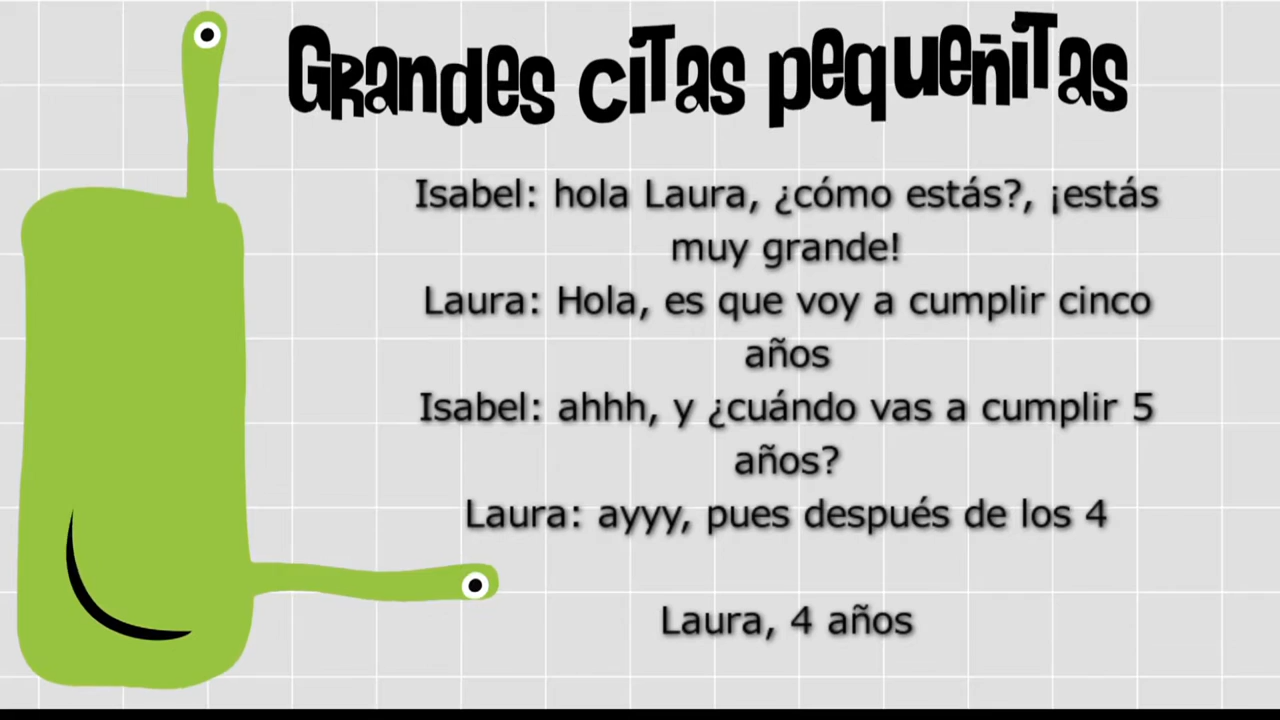 Grandes citas pequeñitas
Isabel: hola Laura, ¿cómo estás?, ¡estás
muy grande!
Laura: Hola, es que voy a cumplir cinco
años
Isabel: ahhh, y ¿cuándo vas a cumplir 5
años?
Laura: ayyy, pues después de los 4
Laura, 4 años